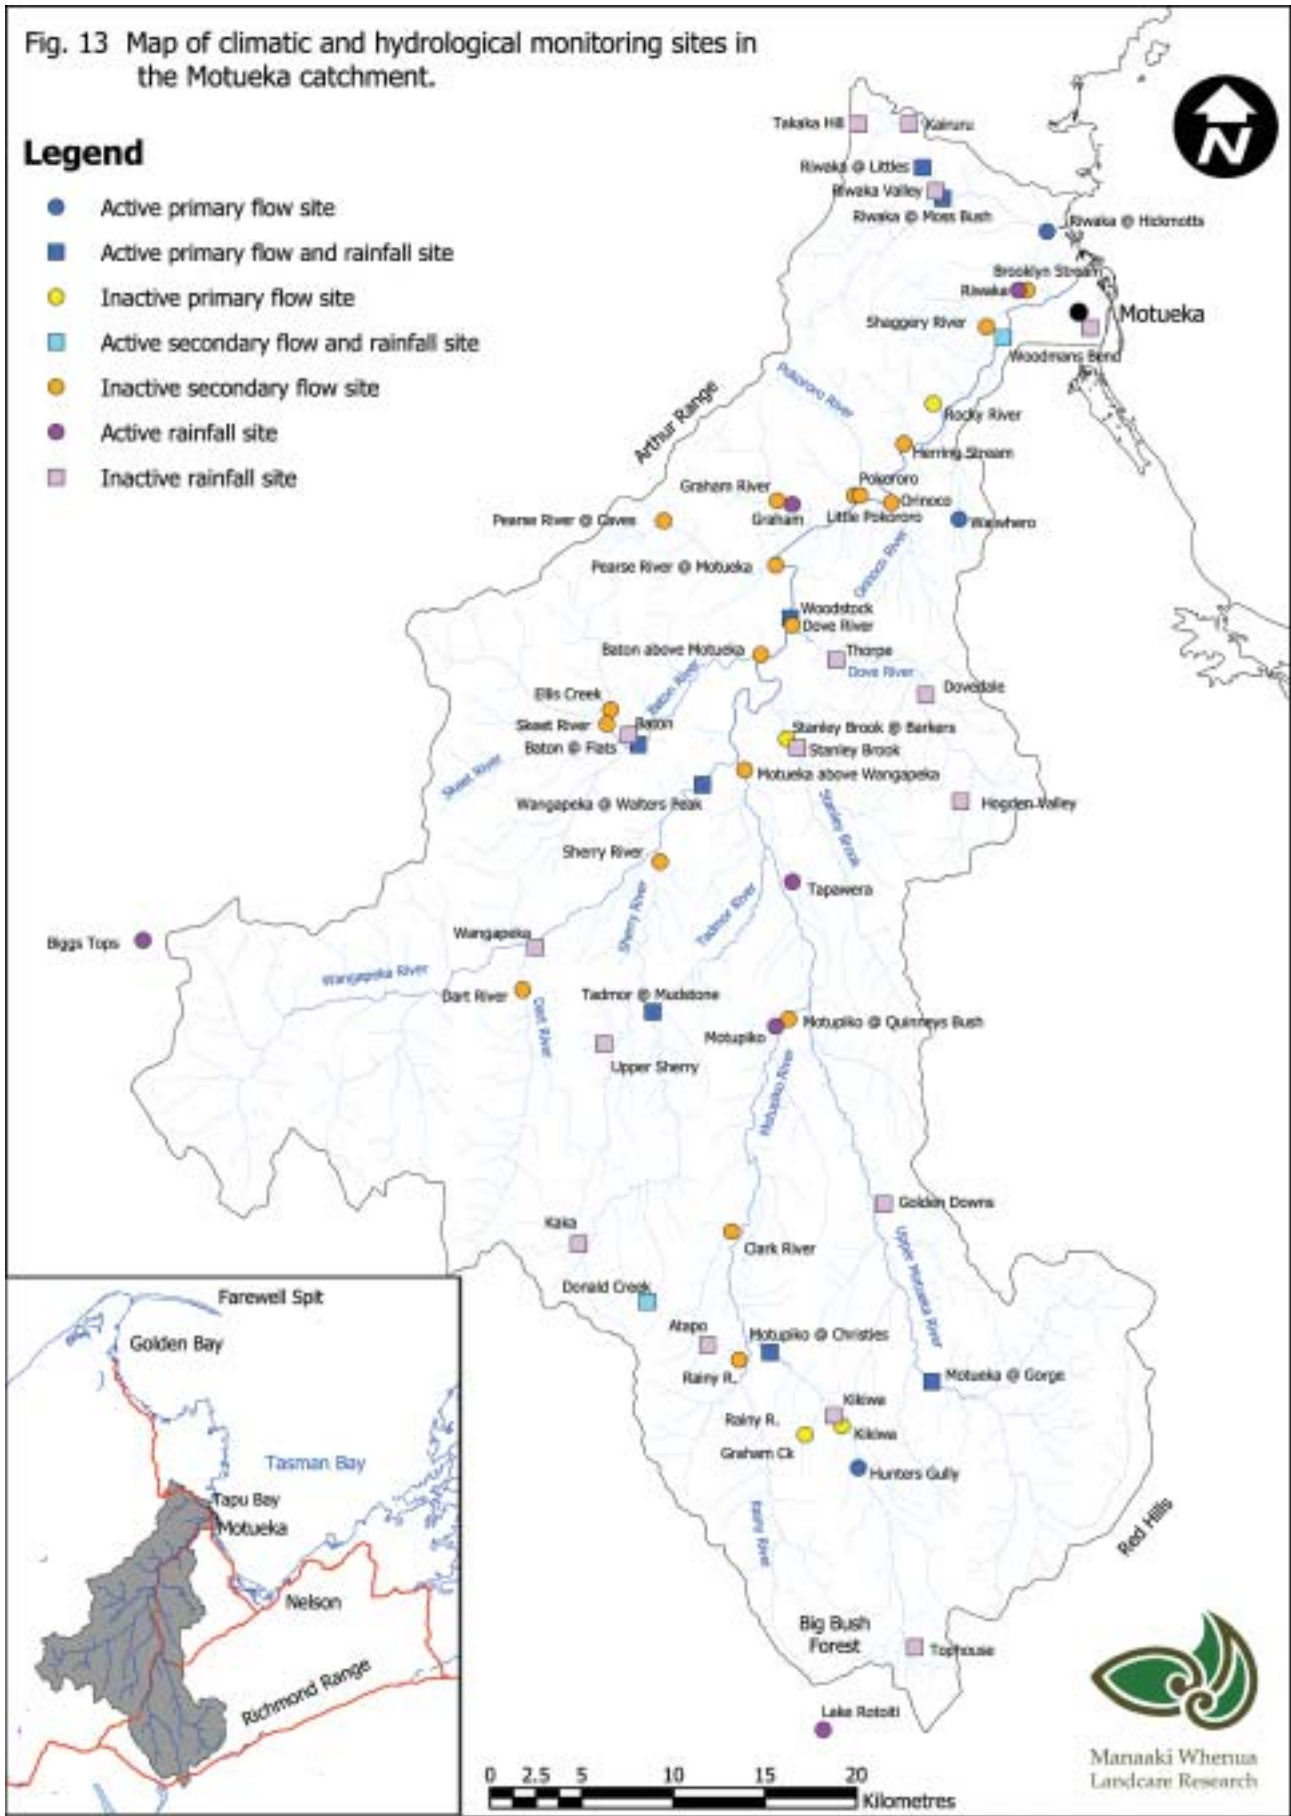 Fig. 13 Map of climatic and hydrological monitoring sites in
the Motueka catchment.
Legend
Active primary flow site
Active primary flow and rainfall site
Inactive primary flow site
Active secondary flow and rainfall site
Inactive secondary flow site
Active rainfall site
Inactive rainfall site
N
Takaka Hill
Kairuru
Riwaka @ Littles
Riwaka Valley
Riwaka @ Moss Bush
Riwaka @ Hickmotts
Brooklyn Stream
Riwaka
Motueka
Shaggery River
Woodmans Bend
Pokororo River
Arthur Range
Rocky River
Herring Stream
Pokororo
Graham River
Orinoco
Graham
Little Pokororo
Pearse River @ Caves
Waiwhero
Orinoco River
Pearse River @ Motueka
Woodstock
Dove River
Baton above Motueka
Thorpe
Dove River
Baton River
Dovedale
Ellis Creek
Skeet River
Baton
Stanley Brook @ Barkers
Baton @ Flats
Stanley Brook
Skeet River
Motueka above Wangapeka
Wangapeka @ Walters Peak
Hogden Valley
Stanley Brook
Sherry River
Tapawera
Sherry River
Tadmor River
Wangapeka
Biggs Tops
Wangapeka River
Dart River
Tadmor @ Mudstone
Dart River
Motupiko @ Quinneys Bush
Motupiko
Upper Sherry
Motupiko River
Golden Downs
Kaka
Clark River
Upper Motueka River
Donald Creek
Atapo
Motupiko @ Christies
Rainy R.
Motueka @ Gorge
Kikiwa
Rainy R.
Kikiwa
Graham Ck
Hunters Gully
Rainy River
Red Hills
Big Bush
Forest
Tophouse
Lake Rotoiti
Farewell Spit
Golden Bay
Tasman Bay
Tapu Bay
Motueka
Nelson
Richmond Range
0 2.5 5 10 15 20
Kilometres
Manaaki Whenua
Landcare Research